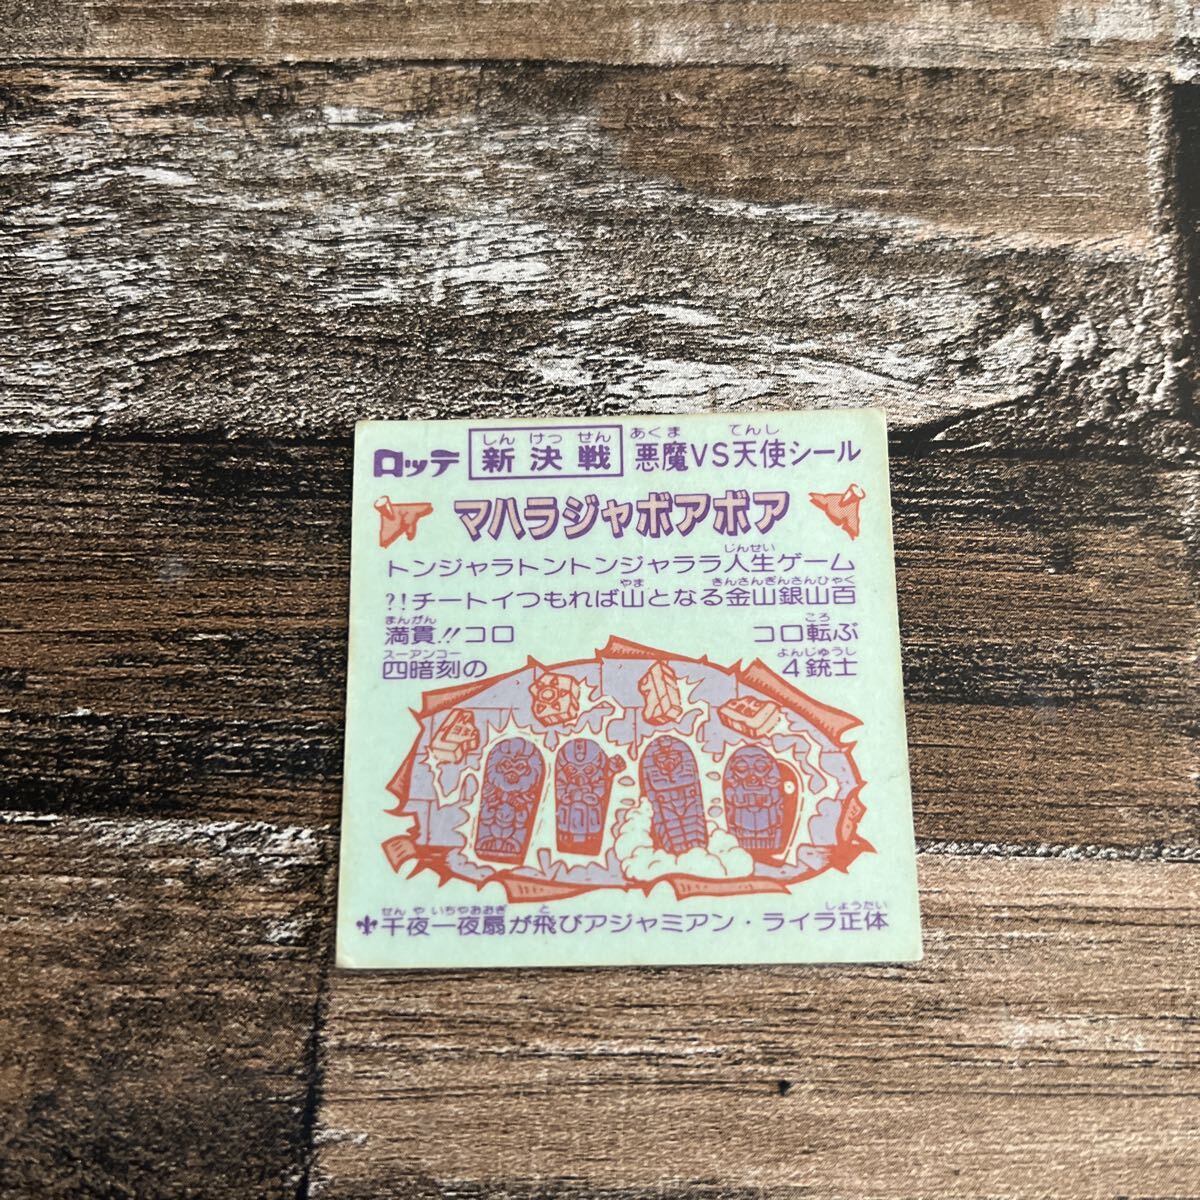 しんけっせん あくま てんし
ロッテ 新決戦 悪魔VS天使シール
マハラジャボアボア
じんせい
トンジャラトントンジャララ人生ゲーム
やま きんさんぎんさんひゃく
?!チートイつもれば山となる金山銀山百
まんがん ころ
満貫!!コロ コロ転ぶ
スーアンコー よんじゅうし
四暗刻の 4銃士
せんやいちやおおぎ と しょうたい
千夜一夜扇が飛びアジャミアン・ライラ正体